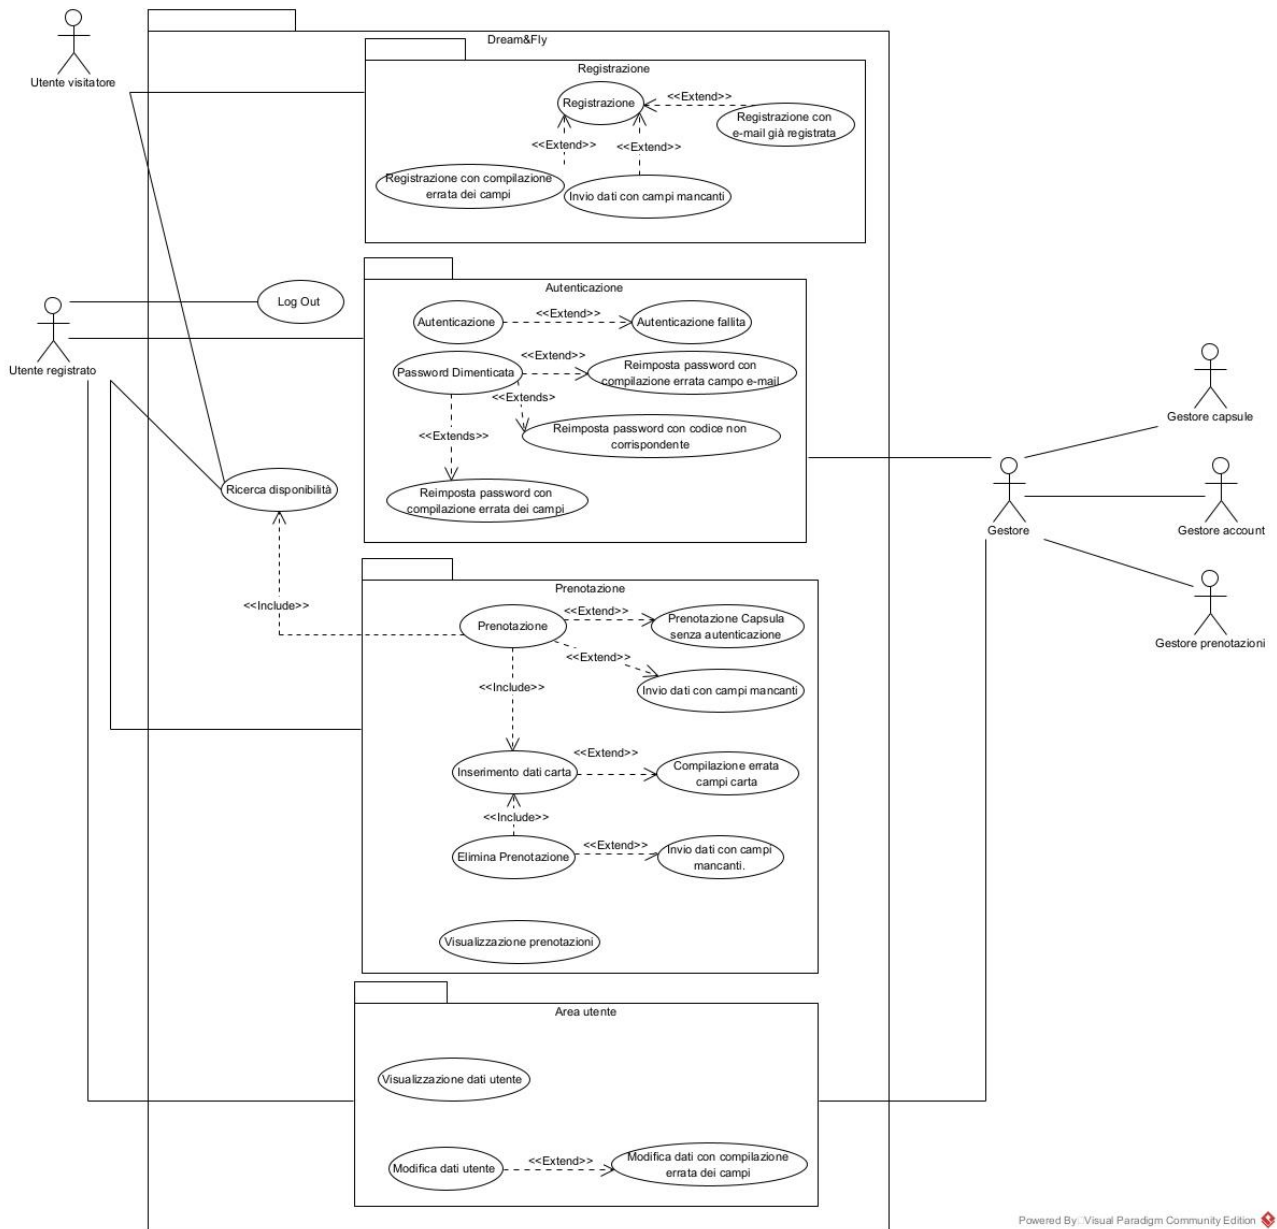 Dream&Fly
Utente visitatore
Registrazione
Registrazione
<<Extend>>
Registrazione con
e-mail già registrata
<<Extend>>
<<Extend>>
Registrazione con compilazione
errata dei campi
Invio dati con campi mancanti
Utente registrato
Log Out
Autenticazione
Autenticazione
<<Extend>>
Autenticazione fallita
Password Dimenticata
<<Extend>>
Reimposta password con
compilazione errata campo e-mail
<<Extends>
Reimposta password con codice non
corrispondente
<<Extends>>
Reimposta password con
compilazione errata dei campi
Ricerca disponibilità
<<Include>>
Gestore capsule
Gestore
Gestore account
Gestore prenotazioni
Prenotazione
Prenotazione
<<Extend>>
Prenotazione Capsula
senza autenticazione
<<Extend>>
Invio dati con campi mancanti
<<Include>>
Inserimento dati carta
<<Extend>>
Compilazione errata
campi carta
<<Include>>
Elimina Prenotazione
<<Extend>>
Invio dati con campi
mancanti.
Visualizzazione prenotazioni
Area utente
Visualizzazione dati utente
Modifica dati utente
<<Extend>>
Modifica dati con compilazione
errata dei campi
Powered By Visual Paradigm Community Edition